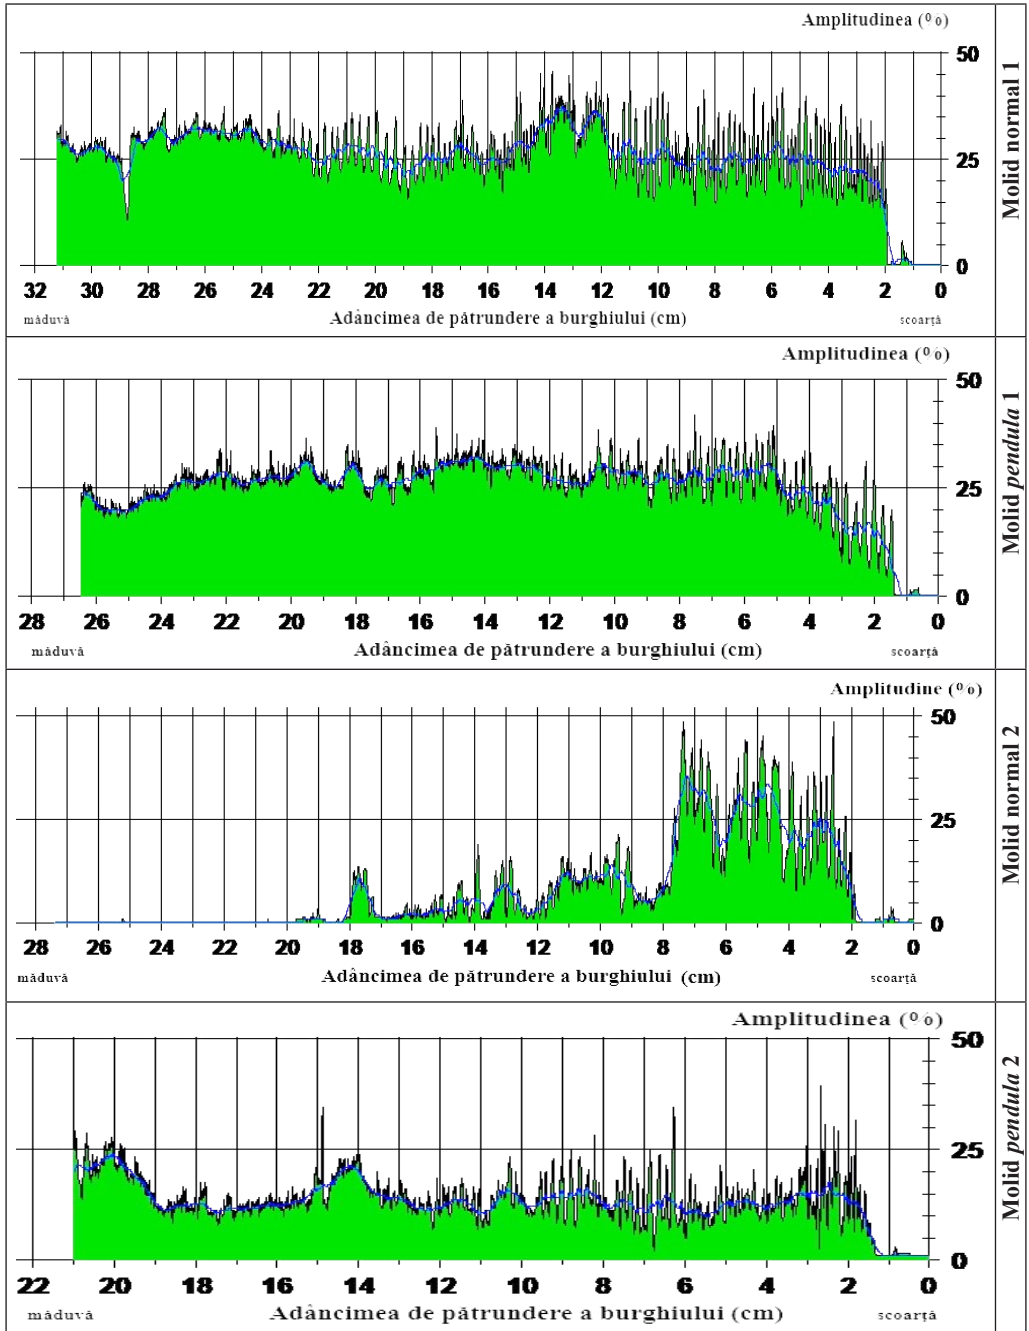 Amplitudinea (%)
50
25
0
32 30 28 26 24 22 20 18 16 14 12 10 8 6 4 2 0
măduvă Adâncimea de pătrundere a burghiului (cm) scoarță
Molid normal 1
Amplitudinea (%)
50
25
0
28 26 24 22 20 18 16 14 12 10 8 6 4 2 0
măduvă Adâncimea de pătrundere a burghiului (cm) scoarță
Molid pendula 1
Amplitudine (%)
50
25
0
28 26 24 22 20 18 16 14 12 10 8 6 4 2 0
măduvă Adâncimea de pătrundere a burghiului (cm) scoarță
Molid normal 2
Amplitudinea (%)
50
25
0
22 20 18 16 14 12 10 8 6 4 2 0
măduvă Adâncimea de pătrundere a burghiului (cm) scoarță
Molid pendula 2